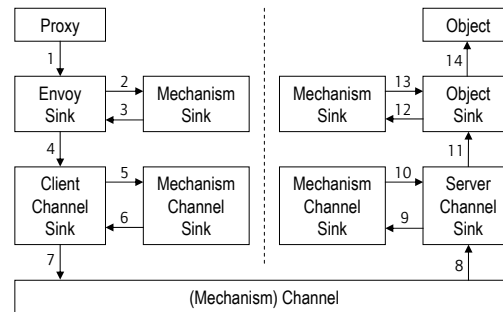 Proxy
Object
1
14
Envoy
Sink
2
3
Mechanism
Sink
Mechanism
Sink
13
12
Object
Sink
4
11
Client
Channel
Sink
5
6
Mechanism
Channel
Sink
Mechanism
Channel
Sink
10
9
Server
Channel
Sink
7
8
(Mechanism) Channel